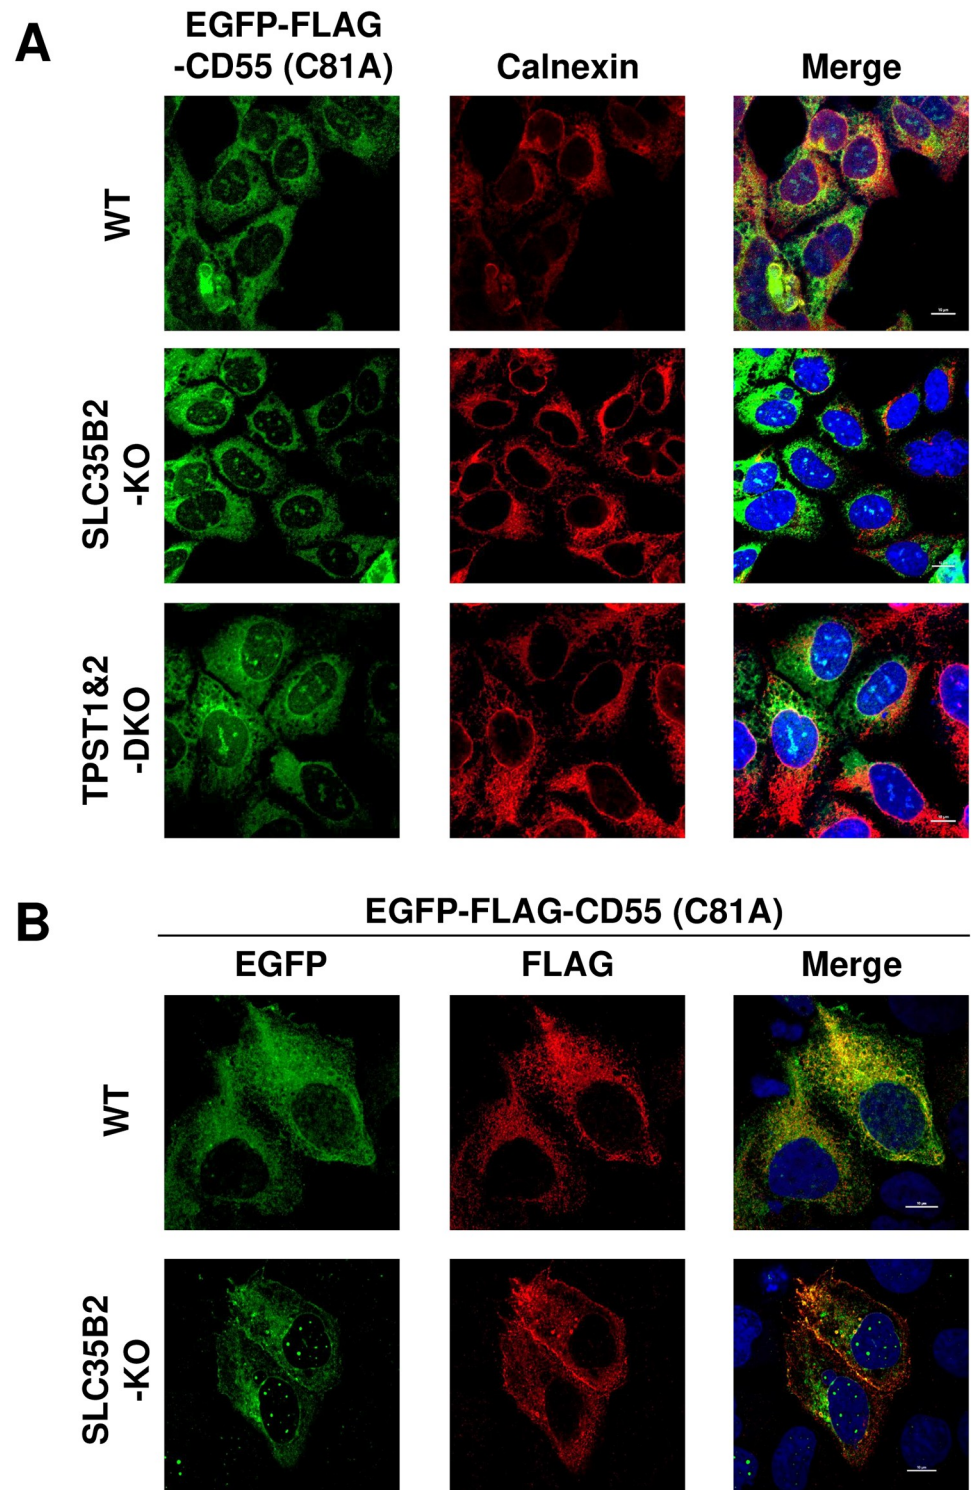 A
EGFP-FLAG
-CD55 (C81A)
Calnexin
Merge
WT
SLC35B2
-KO
TPST1&2
-DKO
B
EGFP-FLAG-CD55 (C81A)
EGFP
FLAG
Merge
WT
SLC35B2
-KO